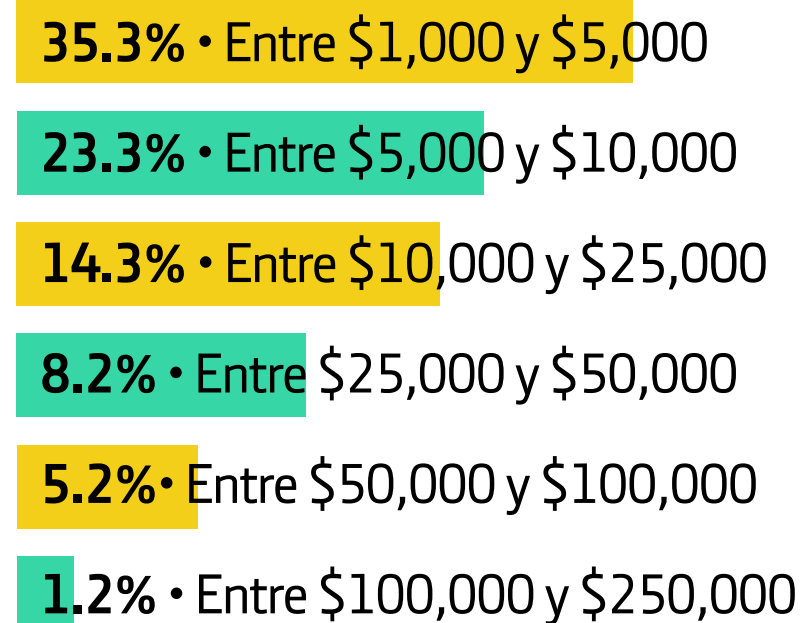 35.3% • Entre $1,000 y $5,000
23.3% • Entre $5,000 y $10,000
14.3% • Entre $10,000 y $25,000
8.2% • Entre $25,000 y $50,000
5.2%• Entre $50,000 y $100,000
1.2% • Entre $100,000 y $250,000